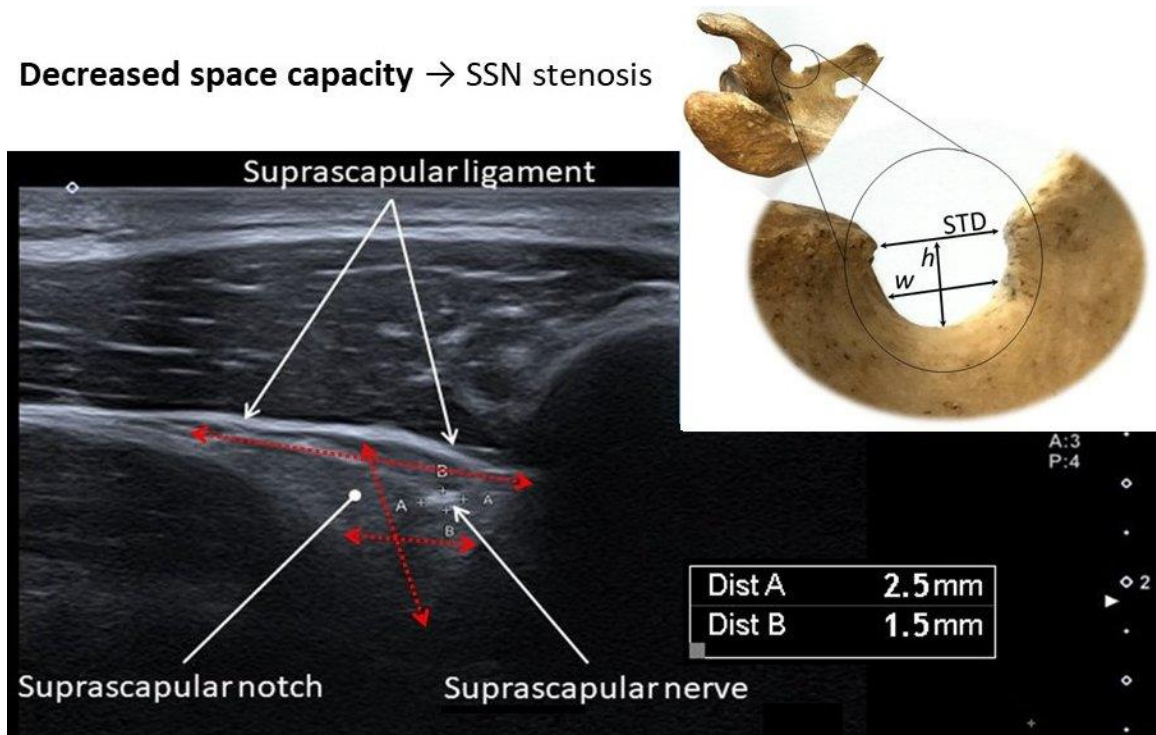 Decreased space capacity → SSN stenosis
Suprascapular ligament
STD
h
w
A:3
P:4
B
A
A
B
2
Dist A 2.5mm
Dist B 1.5mm
Suprascapular notch
Suprascapular nerve